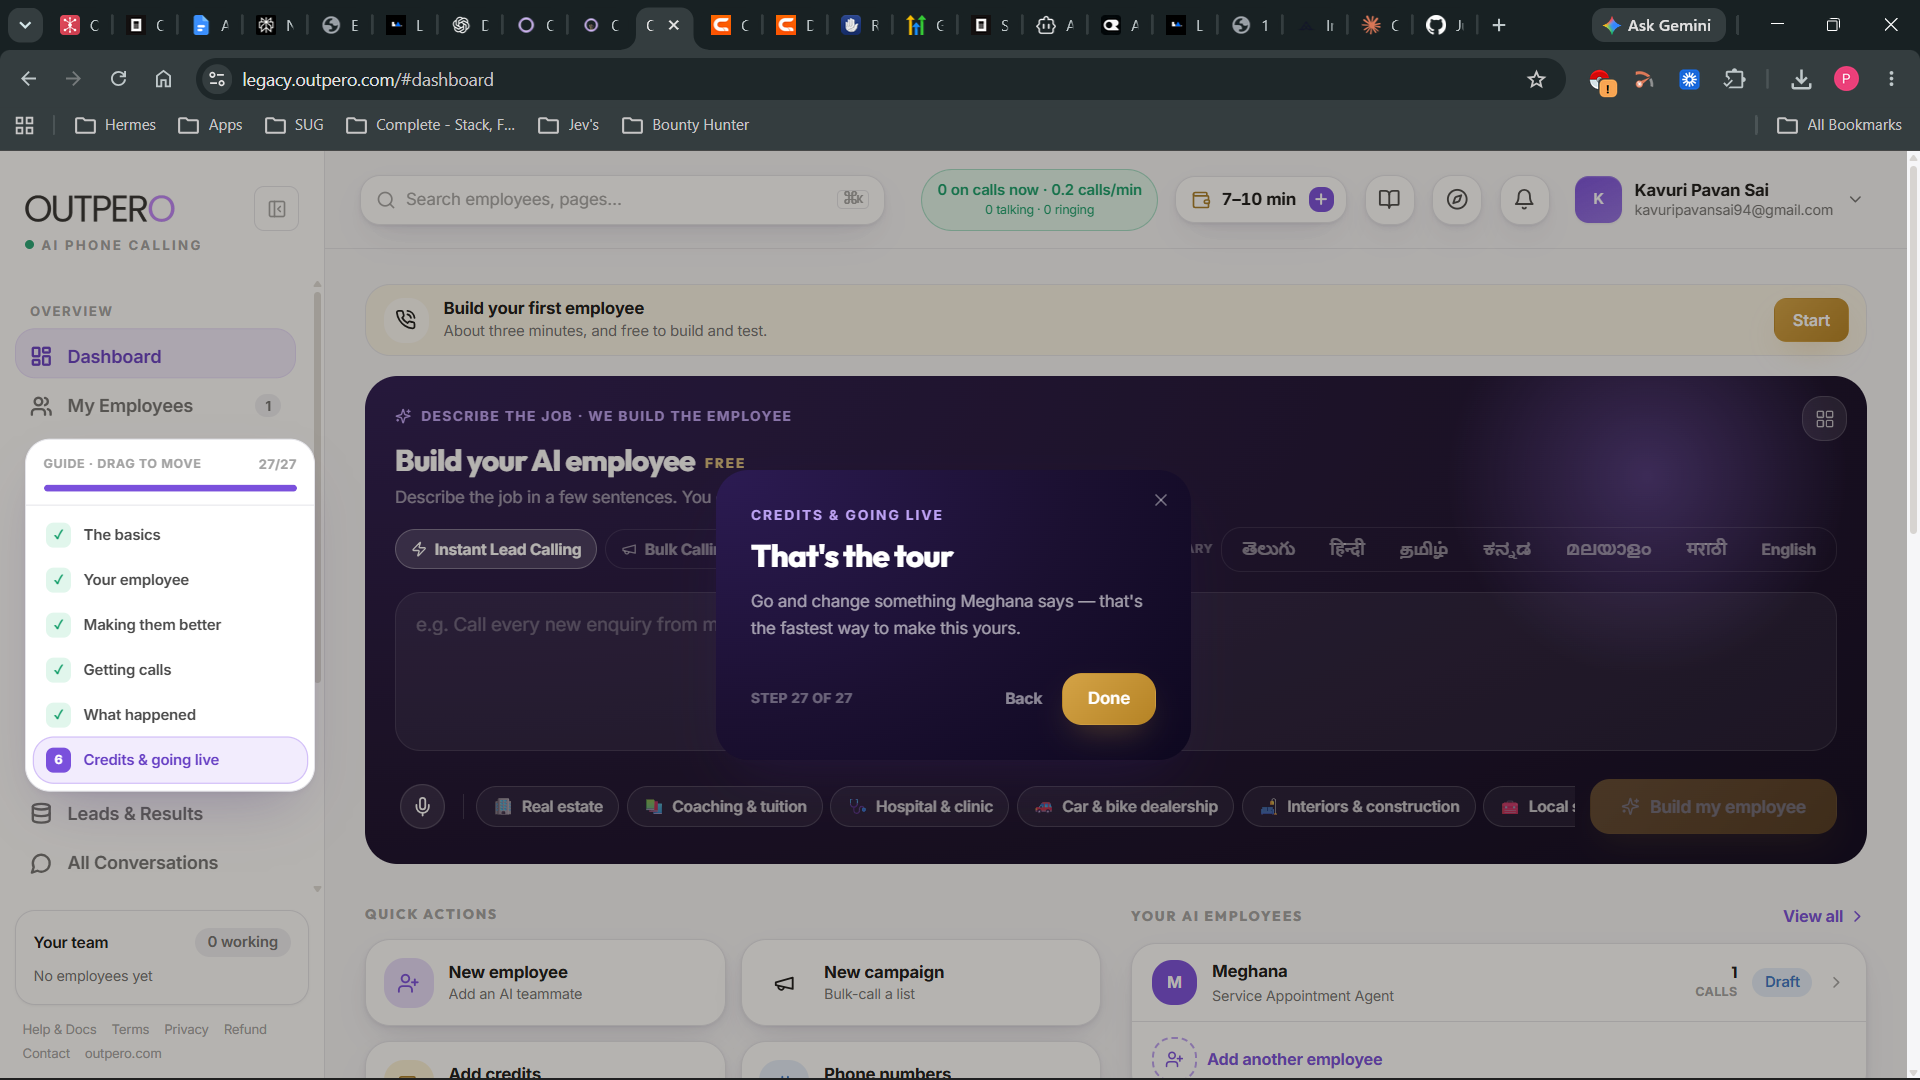 Ask Gemini
legacy.outpero.com/#dashboard
P
Hermes
Apps
SUG
Complete - Stack, F...
Jev's
Bounty Hunter
All Bookmarks
OUTPERO
AI PHONE CALLING
Search employees, pages...
⌘K
0 on calls now · 0.2 calls/min
0 talking · 0 ringing
7–10 min
K
Kavuri Pavan Sai
kavuripavansai94@gmail.com
OVERVIEW
Dashboard
My Employees
1
GUIDE · DRAG TO MOVE
27/27
The basics
Your employee
Making them better
Getting calls
What happened
6
Credits & going live
Leads & Results
All Conversations
Your team
0 working
No employees yet
Help & Docs
Terms
Privacy
Refund
Contact
outpero.com
Build your first employee
About three minutes, and free to build and test.
Start
DESCRIBE THE JOB · WE BUILD THE EMPLOYEE
Build your AI employee FREE
Describe the job in a few sentences. You
Instant Lead Calling
Bulk Calli
తెలుగు
हिन्दी
தமிழ்
ಕನ್ನಡ
മലയാളം
मराठी
English
e.g. Call every new enquiry from m
CREDITS & GOING LIVE
That's the tour
Go and change something Meghana says — that's
the fastest way to make this yours.
STEP 27 OF 27
Back
Done
Real estate
Coaching & tuition
Hospital & clinic
Car & bike dealership
Interiors & construction
Local s
Build my employee
QUICK ACTIONS
New employee
Add an AI teammate
New campaign
Bulk-call a list
Add credits
Phone numbers
YOUR AI EMPLOYEES
View all
M
Meghana
Service Appointment Agent
1
CALLS
Draft
Add another employee